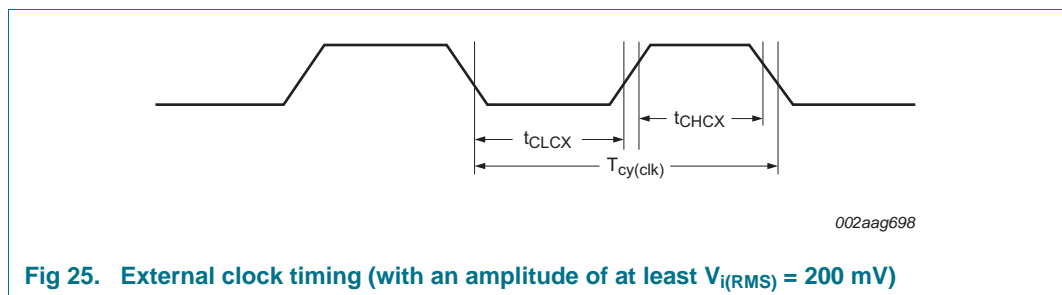 tCHCX
tCLCX
Tcy(clk)
002aag698
Fig 25. External clock timing (with an amplitude of at least Vi(RMS) = 200 mV)